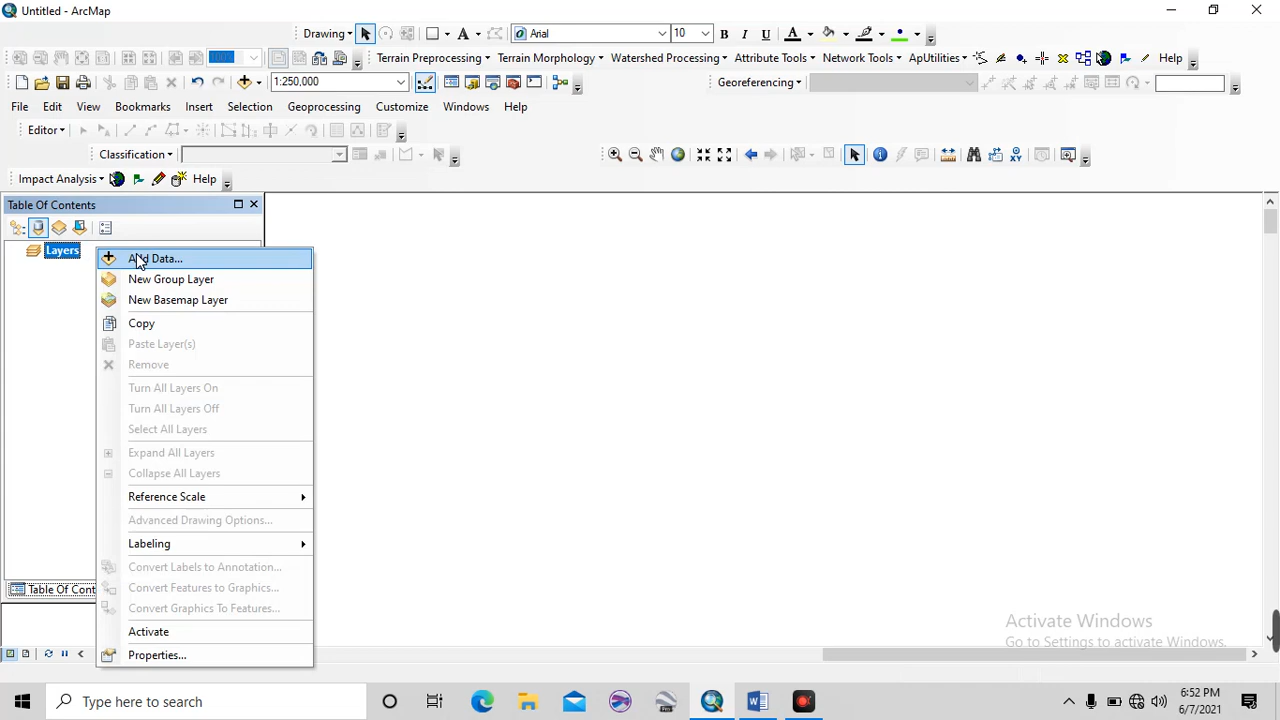 Untitled - ArcMap
Drawing Arial 10 B I U A
Terrain Preprocessing Terrain Morphology Watershed Processing Attribute Tools Network Tools ApUtilities Help
1:250,000 Georeferencing
File Edit View Bookmarks Insert Selection Geoprocessing Customize Windows Help
Editor
Classification
Impact Analysis Help
Table Of Contents
Layers
Add Data...
New Group Layer
New Basemap Layer
Copy
Paste Layer(s)
Remove
Turn All Layers On
Turn All Layers Off
Select All Layers
Expand All Layers
Collapse All Layers
Reference Scale
Advanced Drawing Options...
Labeling
Convert Labels to Annotation...
Convert Features to Graphics...
Convert Graphics To Features...
Activate
Properties...
Table Of Cont
Activate Windows
Go to Settings to activate Windows.
Type here to search
6:52 PM
6/7/2021